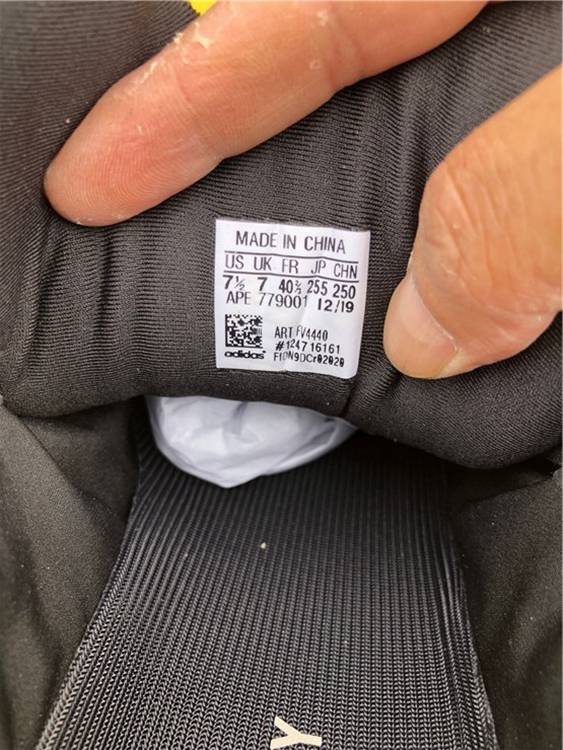 MADE IN CHINA
US UK FR JP CHN
7½ 7 40⅔ 255 250
APE 779001 12/19
ART FV4440
#124716161
adidas
F1DN9DCr02020
Y